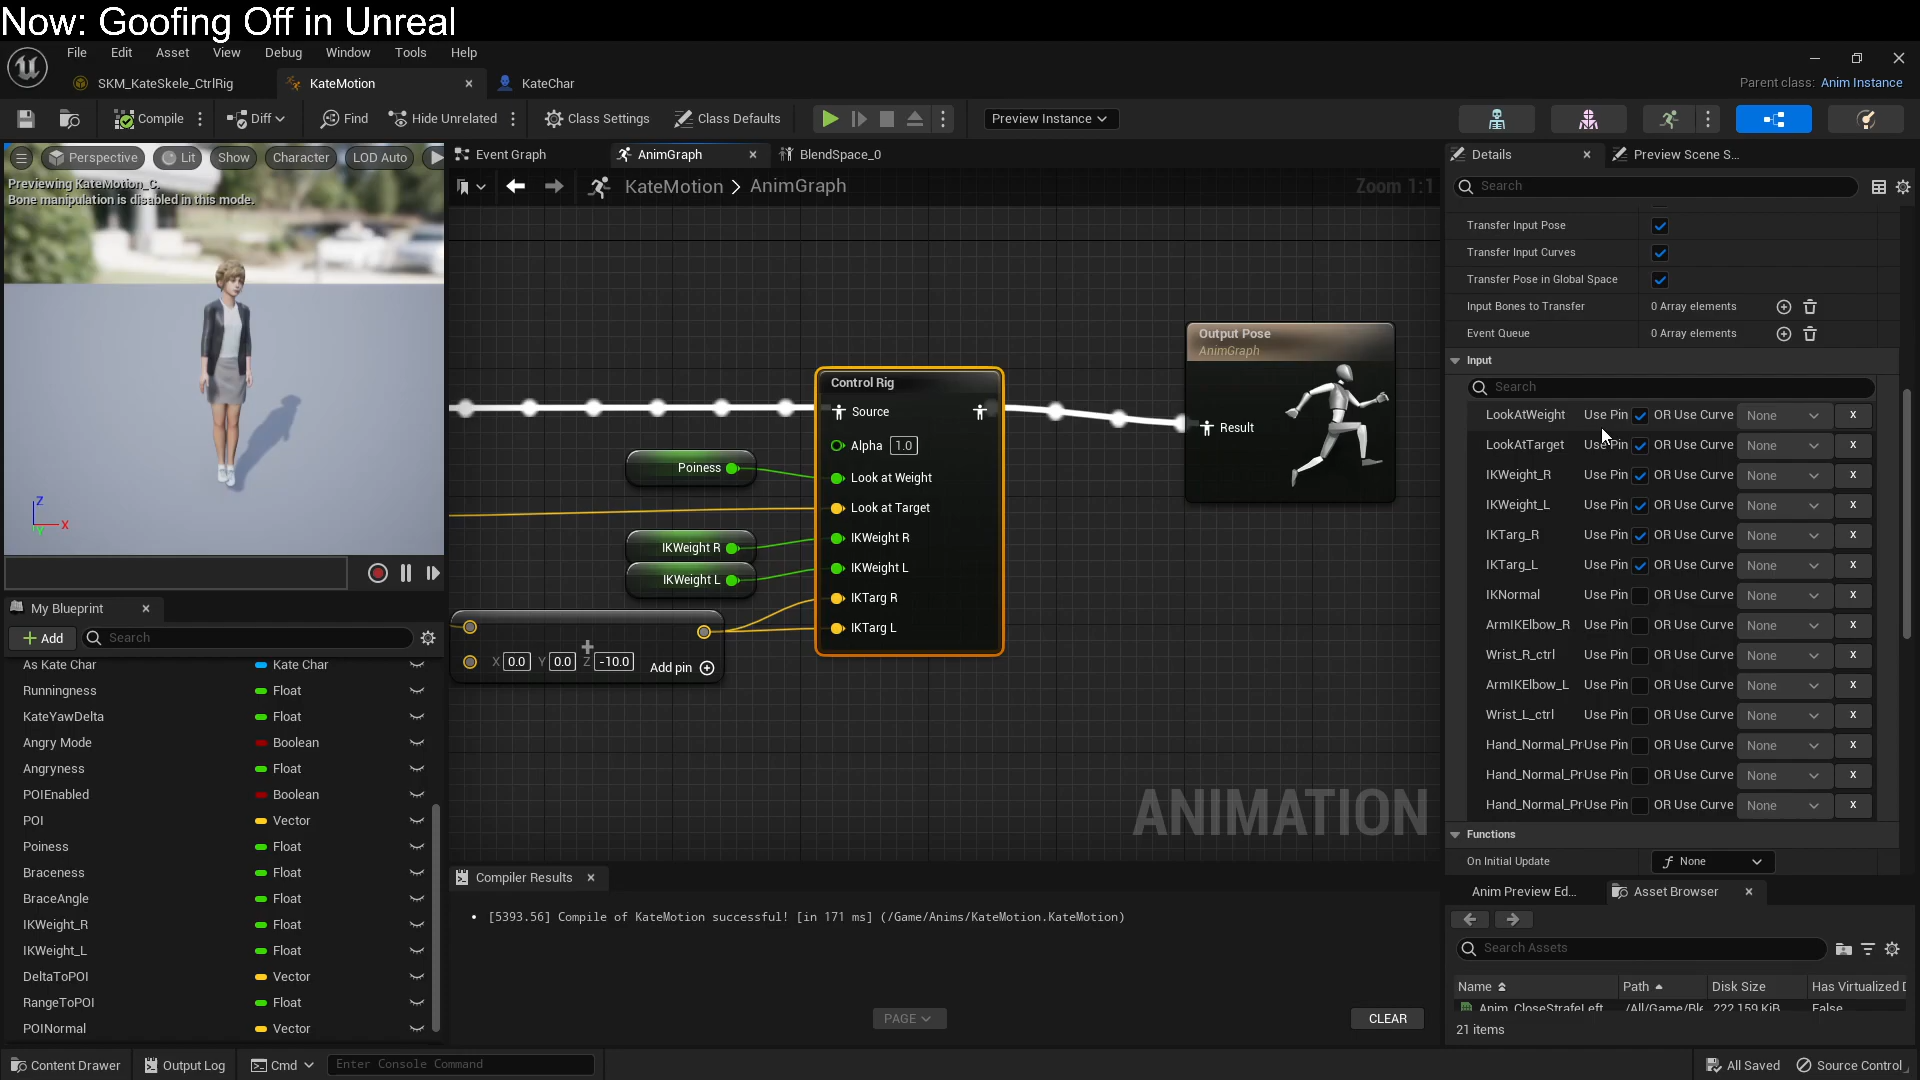 Now: Goofing Off in Unreal
File Edit Asset View Debug Window Tools Help
SKM_KateSkele_CtrlRig
KateMotion
KateChar
Parent class: Anim Instance
Compile
Diff
Find
Hide Unrelated
Class Settings
Class Defaults
Preview Instance
Perspective
Lit
Show
Character
LOD Auto
Previewing KateMotion_C.
Bone manipulation is disabled in this mode.
Z
X
Y
Event Graph
AnimGraph
BlendSpace_0
KateMotion > AnimGraph
Zoom 1:1
Control Rig
Source
Alpha 1.0
Look at Weight
Look at Target
IKWeight R
IKWeight L
IKTarg R
IKTarg L
Poiness
IKWeight R
IKWeight L
X 0.0 Y 0.0 Z -10.0 Add pin
Output Pose
AnimGraph
Result
ANIMATION
My Blueprint
Add
Search
As Kate Char Kate Char
Runningness Float
KateYawDelta Float
Angry Mode Boolean
Angryness Float
POIEnabled Boolean
POI Vector
Poiness Float
Braceness Float
BraceAngle Float
IKWeight_R Float
IKWeight_L Float
DeltaToPOI Vector
RangeToPOI Float
POINormal Vector
Compiler Results
• [5393.56] Compile of KateMotion successful! [in 171 ms] (/Game/Anims/KateMotion.KateMotion)
PAGE
CLEAR
Details
Preview Scene S...
Search
Transfer Input Pose
Transfer Input Curves
Transfer Pose in Global Space
Input Bones to Transfer 0 Array elements
Event Queue 0 Array elements
Input
Search
LookAtWeight Use Pin OR Use Curve None x
LookAtTarget Use Pin OR Use Curve None x
IKWeight_R Use Pin OR Use Curve None x
IKWeight_L Use Pin OR Use Curve None x
IKTarg_R Use Pin OR Use Curve None x
IKTarg_L Use Pin OR Use Curve None x
IKNormal Use Pin OR Use Curve None x
ArmIKElbow_R Use Pin OR Use Curve None x
Wrist_R_ctrl Use Pin OR Use Curve None x
ArmIKElbow_L Use Pin OR Use Curve None x
Wrist_L_ctrl Use Pin OR Use Curve None x
Hand_Normal_Pr Use Pin OR Use Curve None x
Hand_Normal_Pr Use Pin OR Use Curve None x
Hand_Normal_Pr Use Pin OR Use Curve None x
Functions
On Initial Update None
Anim Preview Ed...
Asset Browser
Search Assets
Name Path Disk Size Has Virtualized
Anim_CloseStrafeLeft /All/Game/Ble 222.159 KiB False
21 items
Content Drawer
Output Log
Cmd
Enter Console Command
All Saved
Source Control